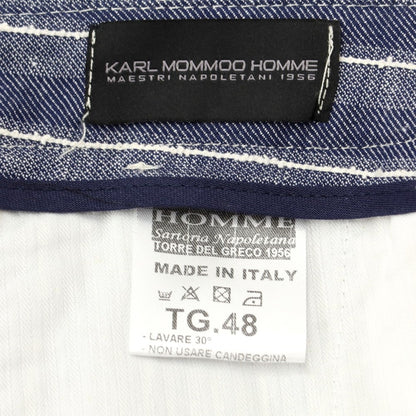 KARL MOMMOO HOMME
MAESTRI NAPOLETANI 1956
HOMME
Sartoria Napoletana
TORRE DEL GRECO 1956
MADE IN ITALY
TG.48
- LAVARE 30°
- NON USARE CANDEGGINA